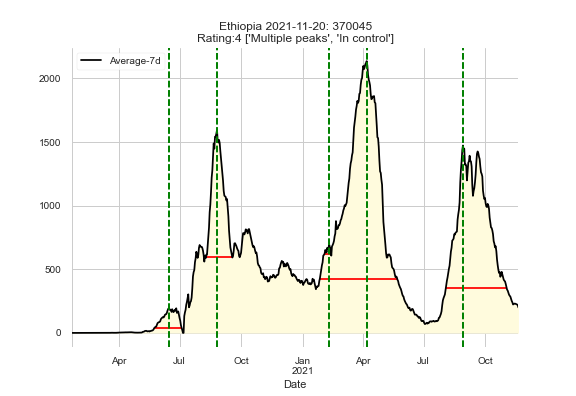 Ethiopia 2021-11-20: 370045
Rating:4 ['Multiple peaks', 'In control']
Average-7d
2000
1500
1000
500
0
Apr Jul Oct Jan Apr Jul Oct
2021
Date